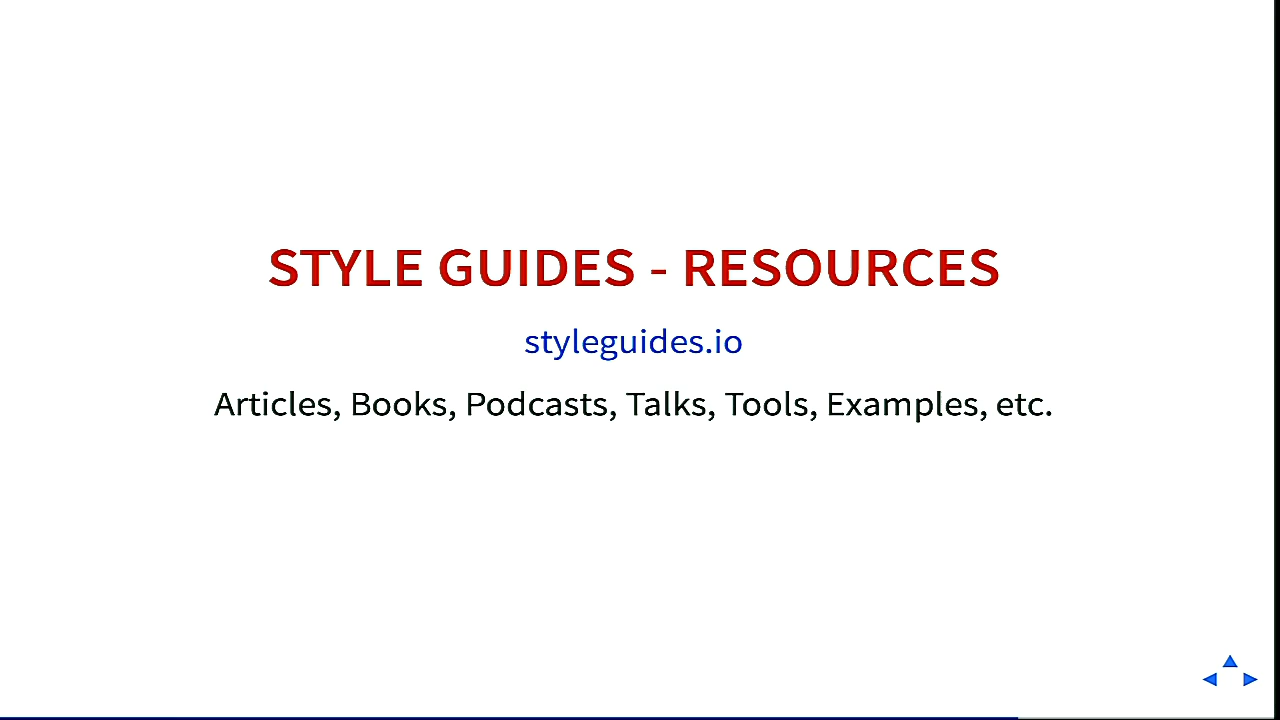 STYLE GUIDES - RESOURCES
styleguides.io
Articles, Books, Podcasts, Talks, Tools, Examples, etc.